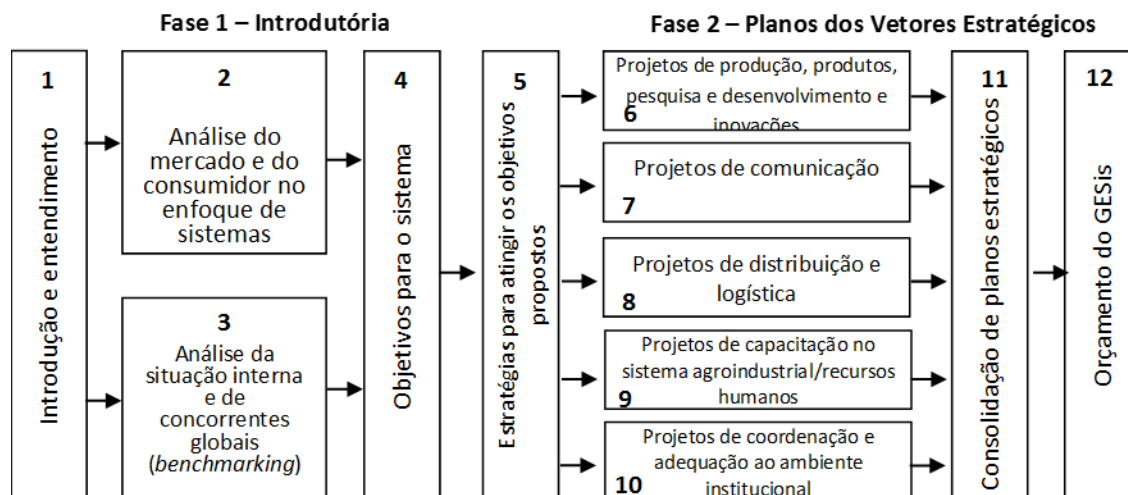 Fase 1 – Introdutória
Fase 2 – Planos dos Vetores Estratégicos
1
Introdução e entendimento
2
Análise do
mercado e do
consumidor no
enfoque de
sistemas
3
Análise da
situação interna
e de
concorrentes
globais
(benchmarking)
4
Objetivos para o sistema
5
Estratégias para atingir os objetivos
propostos
Projetos de produção, produtos,
pesquisa e desenvolvimento e
6
inovações
Projetos de comunicação
7
Projetos de distribuição e
8
logística
Projetos de capacitação no
sistema agroindustrial/recursos
9
humanos
Projetos de coordenação e
adequação ao ambiente
10
institucional
11
Consolidação de planos estratégicos
12
Orçamento do GESis